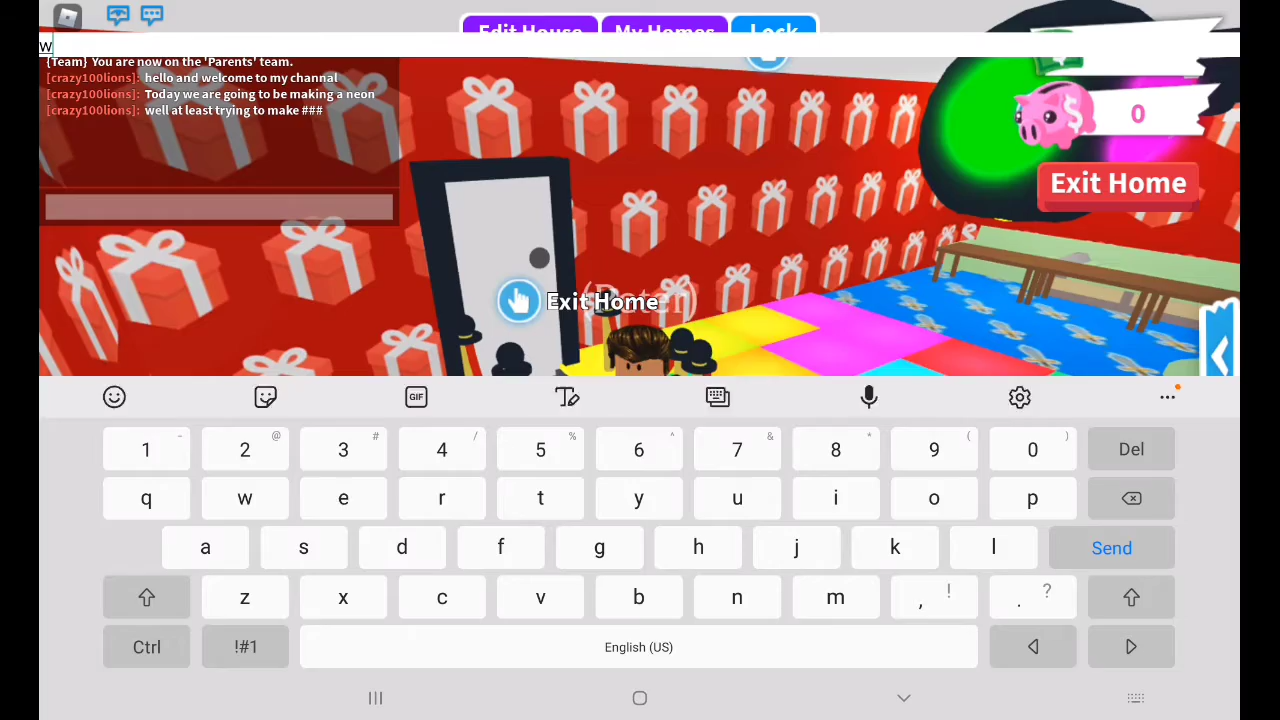 Edit House My Homes Lock
w
{Team} You are now on the 'Parents' team.
[crazy100lions]: hello and welcome to my channal
[crazy100lions]: Today we are going to be making a neon
[crazy100lions]: well at least trying to make ###
0
Exit Home
Exit Home
GIF
1 - 2 @ 3 # 4 / 5 % 6 ^ 7 & 8 * 9 ( 0 ) Del
q w e r t y u i o p
a s d f g h j k l Send
z x c v b n m , ! . ?
Ctrl !#1 English (US)